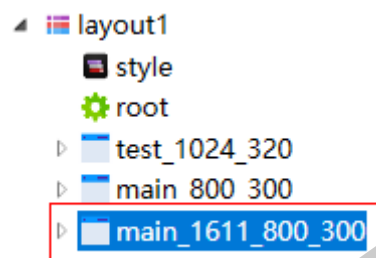 layout1
style
root
test_1024_320
main_800_300
main_1611_800_300